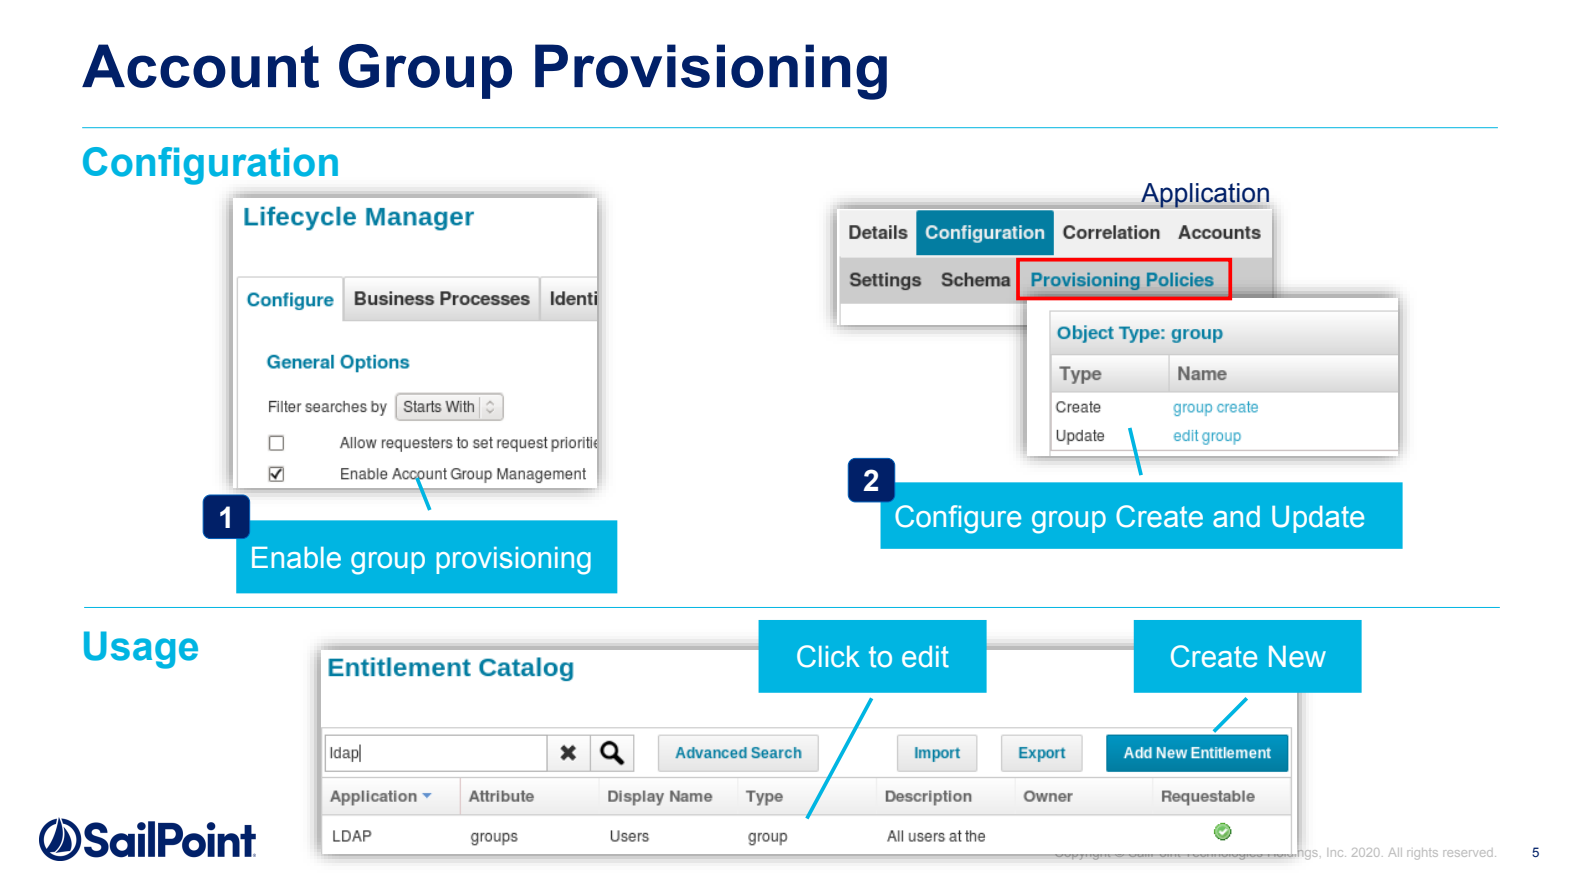 Account Group Provisioning
Configuration
Lifecycle Manager
Configure Business Processes Identi
General Options
Filter searches by Starts With
Allow requesters to set request prioritie
Enable Account Group Management
1
Enable group provisioning
Application
Details Configuration Correlation Accounts
Settings Schema Provisioning Policies
Object Type: group
Type Name
Create group create
Update edit group
2
Configure group Create and Update
Usage
Entitlement Catalog
Click to edit
Create New
ldap
Advanced Search Import Export Add New Entitlement
Application Attribute Display Name Type Description Owner Requestable
LDAP groups Users group All users at the
SailPoint
Copyright © SailPoint Technologies Holdings, Inc. 2020. All rights reserved.
5